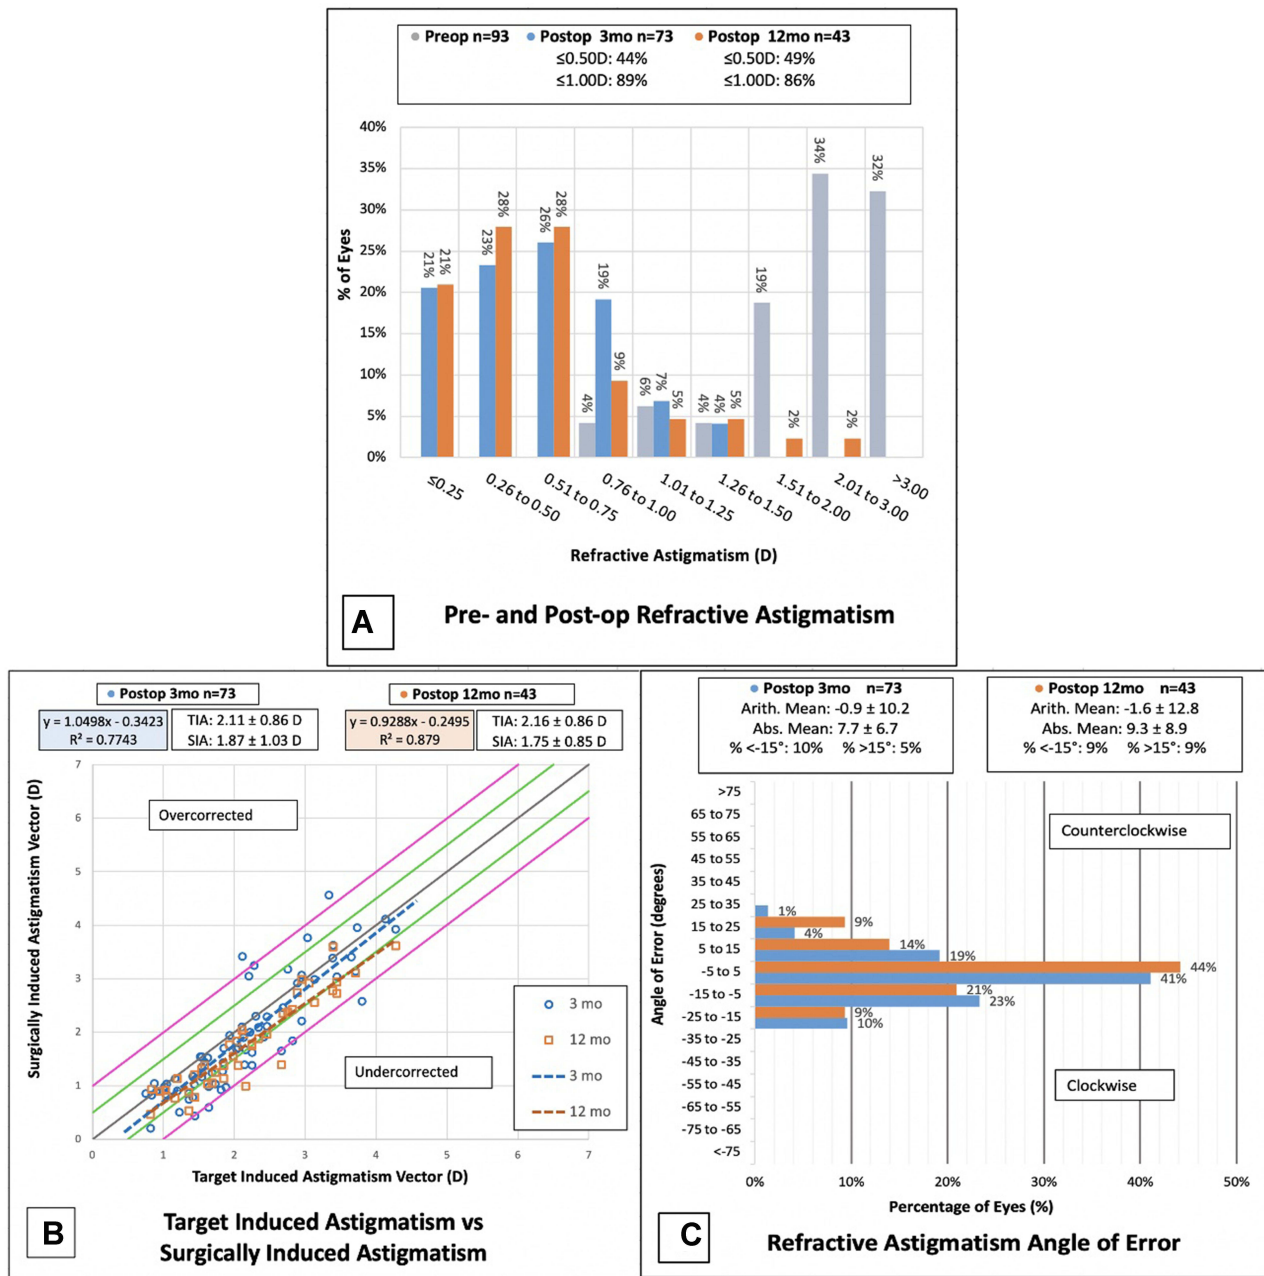 Preop n=93 Postop 3mo n=73 Postop 12mo n=43
≤0.50D: 44% ≤0.50D: 49%
≤1.00D: 89% ≤1.00D: 86%
40%
35%
30%
25%
20%
15%
10%
5%
0%
% of Eyes
21% 21%
23% 28%
26% 28%
4% 19% 9%
6% 7% 5%
4% 4% 5%
19% 2%
34% 2%
32%
≤0.25 0.26 to 0.50 0.51 to 0.75 0.76 to 1.00 1.01 to 1.25 1.26 to 1.50 1.51 to 2.00 2.01 to 3.00 >3.00
Refractive Astigmatism (D)
A
Pre- and Post-op Refractive Astigmatism
Postop 3mo n=73
Postop 12mo n=43
y = 1.0498x - 0.3423
R² = 0.7743
TIA: 2.11 ± 0.86 D
SIA: 1.87 ± 1.03 D
y = 0.9288x - 0.2495
R² = 0.879
TIA: 2.16 ± 0.86 D
SIA: 1.75 ± 0.85 D
Surgically Induced Astigmatism Vector (D)
7
6
5
4
3
2
1
0
Overcorrected
Undercorrected
3 mo
12 mo
3 mo
12 mo
0 1 2 3 4 5 6 7
Target Induced Astigmatism Vector (D)
B
Target Induced Astigmatism vs
Surgically Induced Astigmatism
Postop 3mo n=73
Arith. Mean: -0.9 ± 10.2
Abs. Mean: 7.7 ± 6.7
% <-15°: 10% % >15°: 5%
Postop 12mo n=43
Arith. Mean: -1.6 ± 12.8
Abs. Mean: 9.3 ± 8.9
% <-15°: 9% % >15°: 9%
Angle of Error (degrees)
>75
65 to 75
55 to 65
45 to 55
35 to 45
25 to 35
15 to 25
5 to 15
-5 to 5
-15 to -5
-25 to -15
-35 to -25
-45 to -35
-55 to -45
-65 to -55
-75 to -65
<-75
Counterclockwise
1%
9%
4%
14%
19%
44%
41%
21%
23%
9%
10%
Clockwise
0% 10% 20% 30% 40% 50%
Percentage of Eyes (%)
C
Refractive Astigmatism Angle of Error